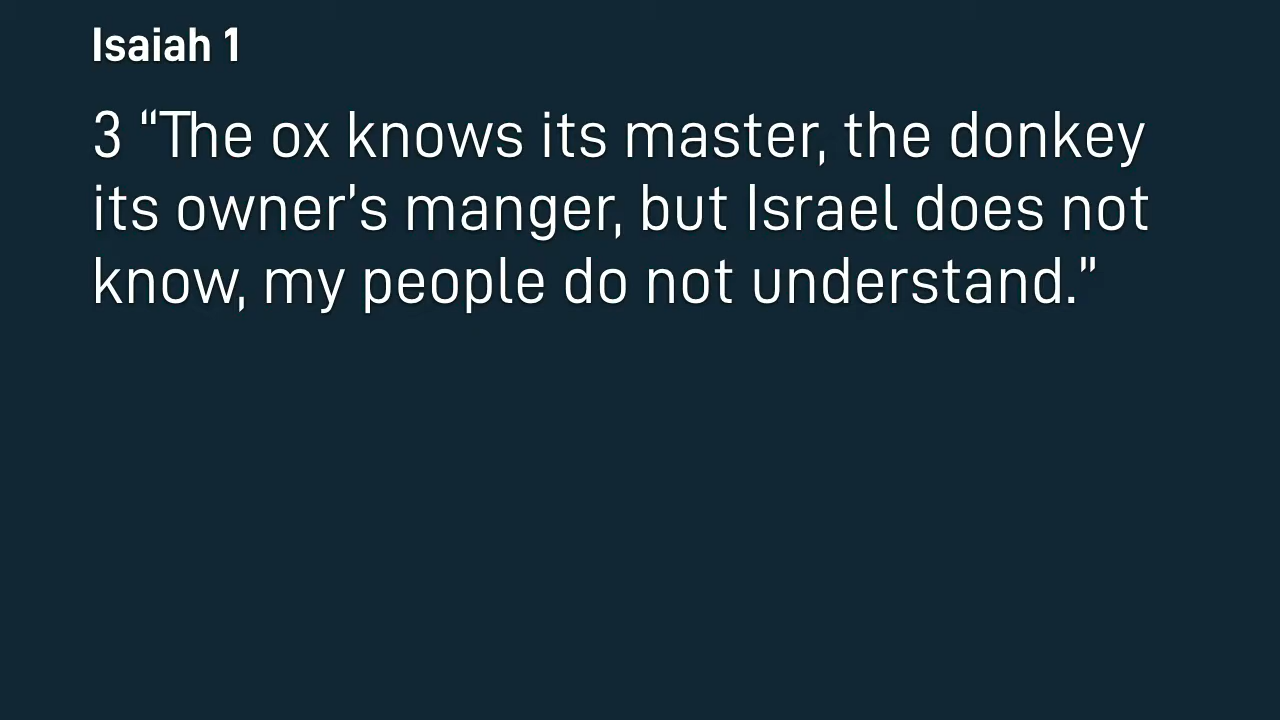 Isaiah 1
3 “The ox knows its master, the donkey
its owner’s manger, but Israel does not
know, my people do not understand.”